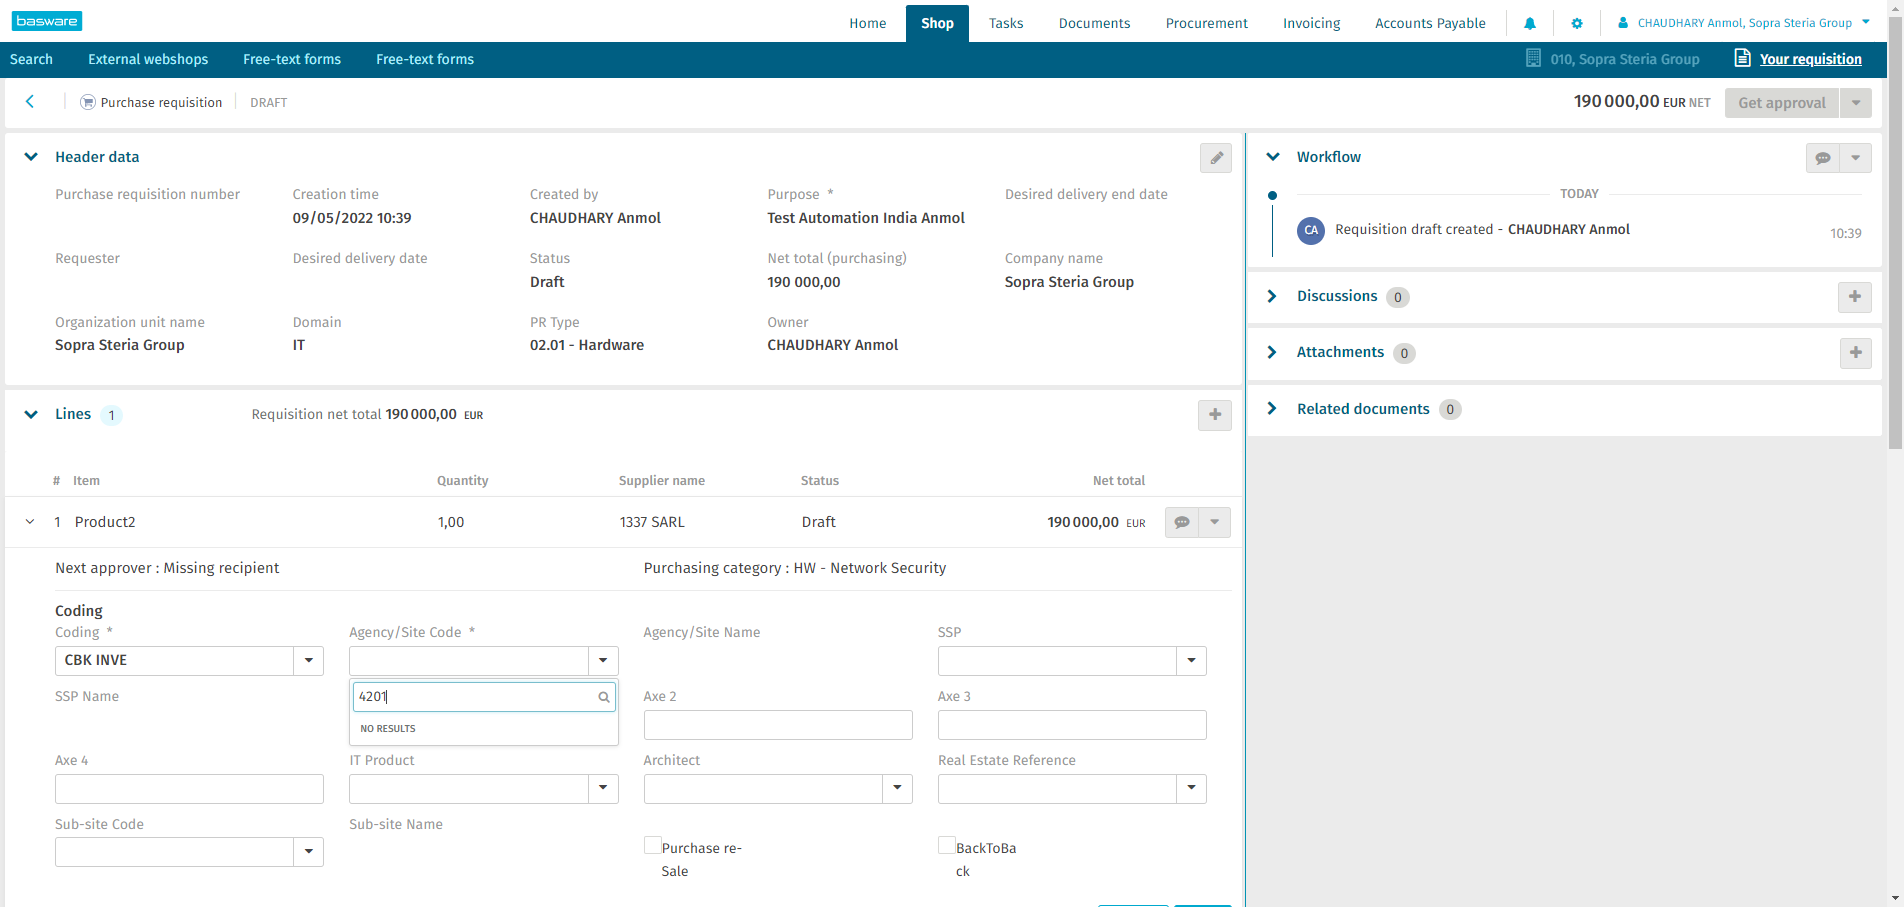 basware
Home
Shop
Tasks
Documents
Procurement
Invoicing
Accounts Payable
CHAUDHARY Anmol, Sopra Steria Group
Search
External webshops
Free-text forms
Free-text forms
010, Sopra Steria Group
Your requisition
Purchase requisition
DRAFT
190 000,00 EUR NET
Get approval
Header data
Purchase requisition number
Creation time
09/05/2022 10:39
Created by
CHAUDHARY Anmol
Purpose *
Test Automation India Anmol
Desired delivery end date
Requester
Desired delivery date
Status
Draft
Net total (purchasing)
190 000,00
Company name
Sopra Steria Group
Organization unit name
Sopra Steria Group
Domain
IT
PR Type
02.01 - Hardware
Owner
CHAUDHARY Anmol
Workflow
TODAY
CA
Requisition draft created - CHAUDHARY Anmol
10:39
Discussions 0
Attachments 0
Related documents 0
Lines 1
Requisition net total 190 000,00 EUR
# Item
Quantity
Supplier name
Status
Net total
1 Product2
1,00
1337 SARL
Draft
190 000,00 EUR
Next approver : Missing recipient
Purchasing category : HW - Network Security
Coding
Coding *
CBK INVE
Agency/Site Code *
4201
NO RESULTS
Agency/Site Name
SSP
SSP Name
Axe 2
Axe 3
Axe 4
IT Product
Architect
Real Estate Reference
Sub-site Code
Sub-site Name
Purchase re-
Sale
BackToBa
ck